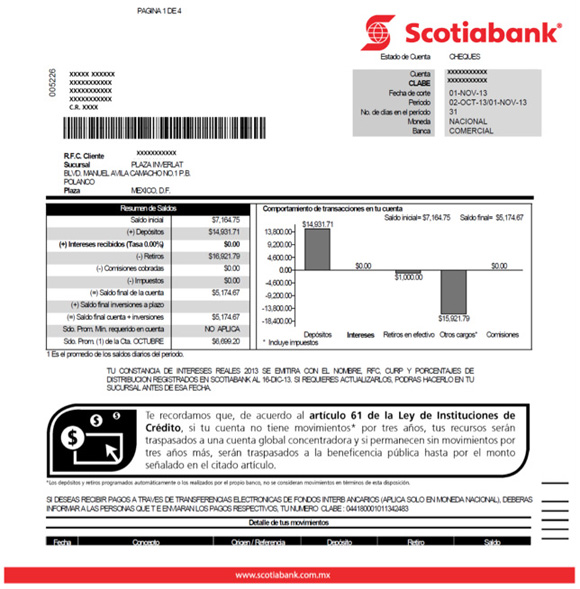 PAGINA 1 DE 4
Scotiabank
Estado de Cuenta CHEQUES
005226
XXXXX XXXXXX
XXXXXXXXXXX
XXXXXXXXXXX
XXXXXXXXXXX
C.R. XXXX
Cuenta XXXXXXXXXXX
CLABE XXXXXXXXXXX
Fecha de corte 01-NOV-13
Periodo 02-OCT-13/01-NOV-13
No. de días en el periodo 31
Moneda NACIONAL
Banca COMERCIAL
R.F.C. Cliente XXXXXXXXXXX
Sucursal PLAZA INVERLAT
BLVD. MANUEL AVILA CAMACHO NO.1 P.B.
POLANCO
Plaza MEXICO, D.F.
Resumen de Saldos
Saldo inicial $7,164.75
(+) Depósitos $14,931.71
(+) Intereses recibidos (Tasa 0.00%) $0.00
(-) Retiros $16,921.79
(-) Comisiones cobradas $0.00
(-) Impuestos $0.00
(=) Saldo final de la cuenta $5,174.67
(+) Saldo final inversiones a plazo
(=) Saldo final cuenta + inversiones $5,174.67
Sdo. Prom. Min. requerido en cuenta NO APLICA
Sdo. Prom. (1) de la Cta. OCTUBRE $6,699.20
Comportamiento de transacciones en tu cuenta
Saldo inicial= $7,164.75 Saldo final= $5,174.67
13,800.00
9,200.00
4,600.00
0.00
-4,600.00
-9,200.00
-13,800.00
-18,400.00
$14,931.71
$0.00
$1,000.00
$15,921.79
$0.00
Depósitos Intereses Retiros en efectivo Otros cargos* Comisiones
* Incluye impuestos
1 Es el promedio de los saldos diarios del periodo.
TU CONSTANCIA DE INTERESES REALES 2013 SE EMITIRA CON EL NOMBRE, RFC, CURP Y PORCENTAJES DE
DISTRIBUCION REGISTRADOS EN SCOTIABANK AL 16-DIC-13. SI REQUIERES ACTUALIZARLOS, PODRAS HACERLO EN TU
SUCURSAL ANTES DE ESA FECHA.
$
$
$
Te recordamos que, de acuerdo al artículo 61 de la Ley de Instituciones de
Crédito, si tu cuenta no tiene movimientos* por tres años, tus recursos serán
traspasados a una cuenta global concentradora y si permanecen sin movimientos por
tres años más, serán traspasados a la beneficencia pública hasta por el monto
señalado en el citado artículo.
*Los depósitos y retiros programados automáticamente o los realizados por el propio banco, no se consideran movimientos en términos de esta disposición.
SI DESEAS RECIBIR PAGOS A TRAVES DE TRANSFERENCIAS ELECTRONICAS DE FONDOS INTERB ANCARIOS (APLICA SOLO EN MONEDA NACIONAL), DEBERAS
INFORMAR A LAS PERSONAS QUE T E ENVIARAN LOS PAGOS RESPECTIVOS, TU NUMERO CLABE : 044180001011342483
Detalle de tus movimientos
Fecha Concepto Origen / Referencia Depósito Retiro Saldo
www.scotiabank.com.mx